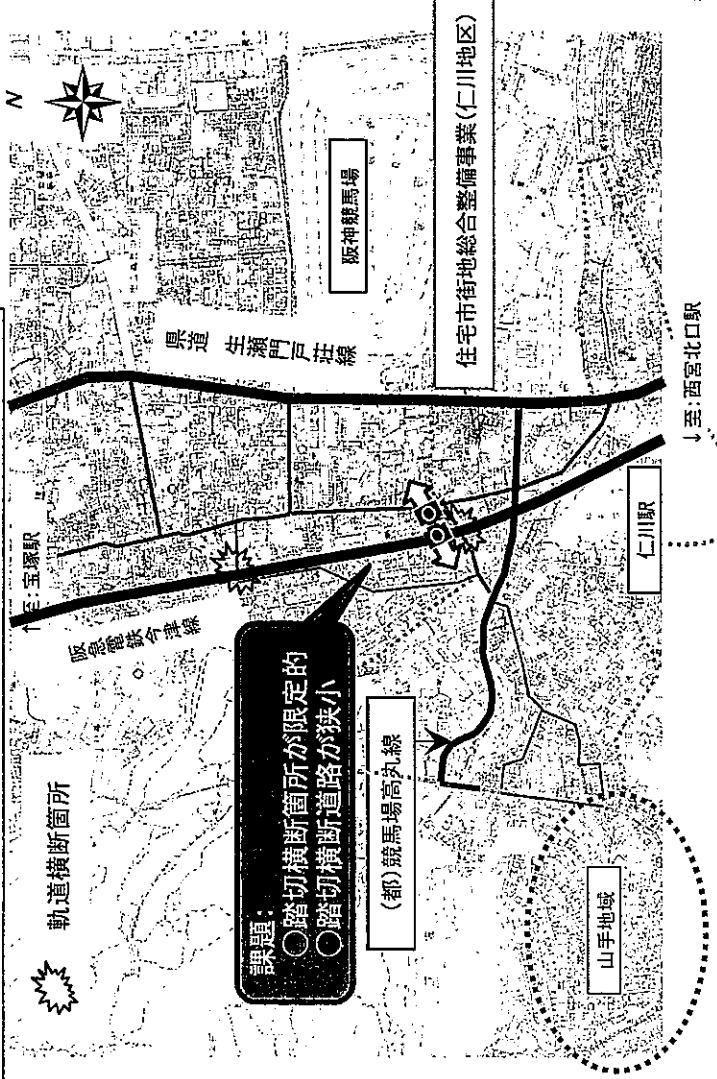 N
軌道横断箇所
↑至:宝塚駅
阪急電鉄今津線
県道 生瀬門戸荘線
阪神競馬場
住宅市街地総合整備事業(仁川地区)
課題:
○踏切横断箇所が限定的
○踏切横断道路が狭小
(都)競馬場高丸線
仁川駅
山手地域
↓至:西宮北口駅